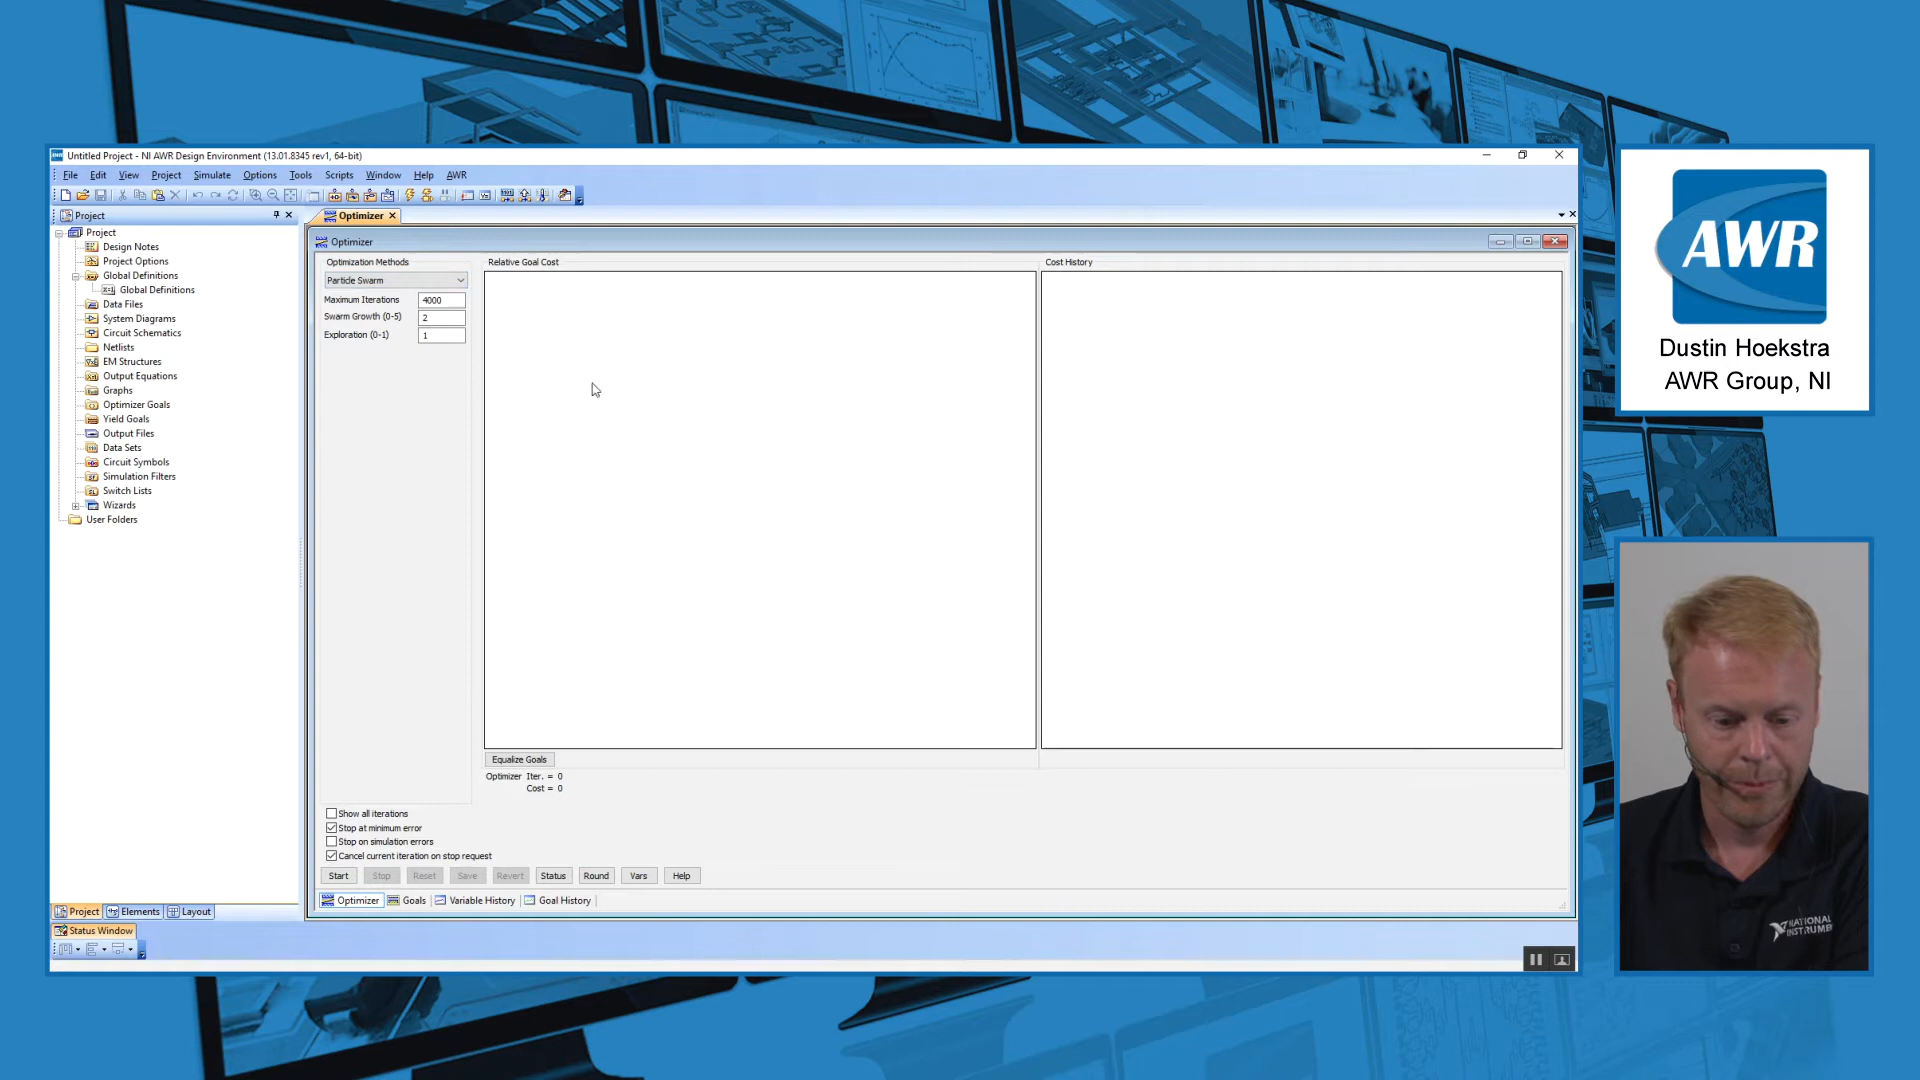 Untitled Project - NI AWR Design Environment (13.01.8345 rev1, 64-bit)
File Edit View Project Simulate Options Tools Scripts Window Help AWR
Project
Optimizer
Project
Design Notes
Project Options
Global Definitions
Global Definitions
Data Files
System Diagrams
Circuit Schematics
Netlists
EM Structures
Output Equations
Graphs
Optimizer Goals
Yield Goals
Output Files
Data Sets
Circuit Symbols
Simulation Filters
Switch Lists
Wizards
User Folders
Project Elements Layout
Status Window
Optimizer
Optimization Methods
Particle Swarm
Maximum Iterations 4000
Swarm Growth (0-5) 2
Exploration (0-1) 1
Relative Goal Cost
Cost History
Equalize Goals
Optimizer Iter. = 0
Cost = 0
Show all iterations
Stop at minimum error
Stop on simulation errors
Cancel current iteration on stop request
Start Stop Reset Save Revert Status Round Vars Help
Optimizer Goals Variable History Goal History
AWR
Dustin Hoekstra
AWR Group, NI
NATIONAL
INSTRUM